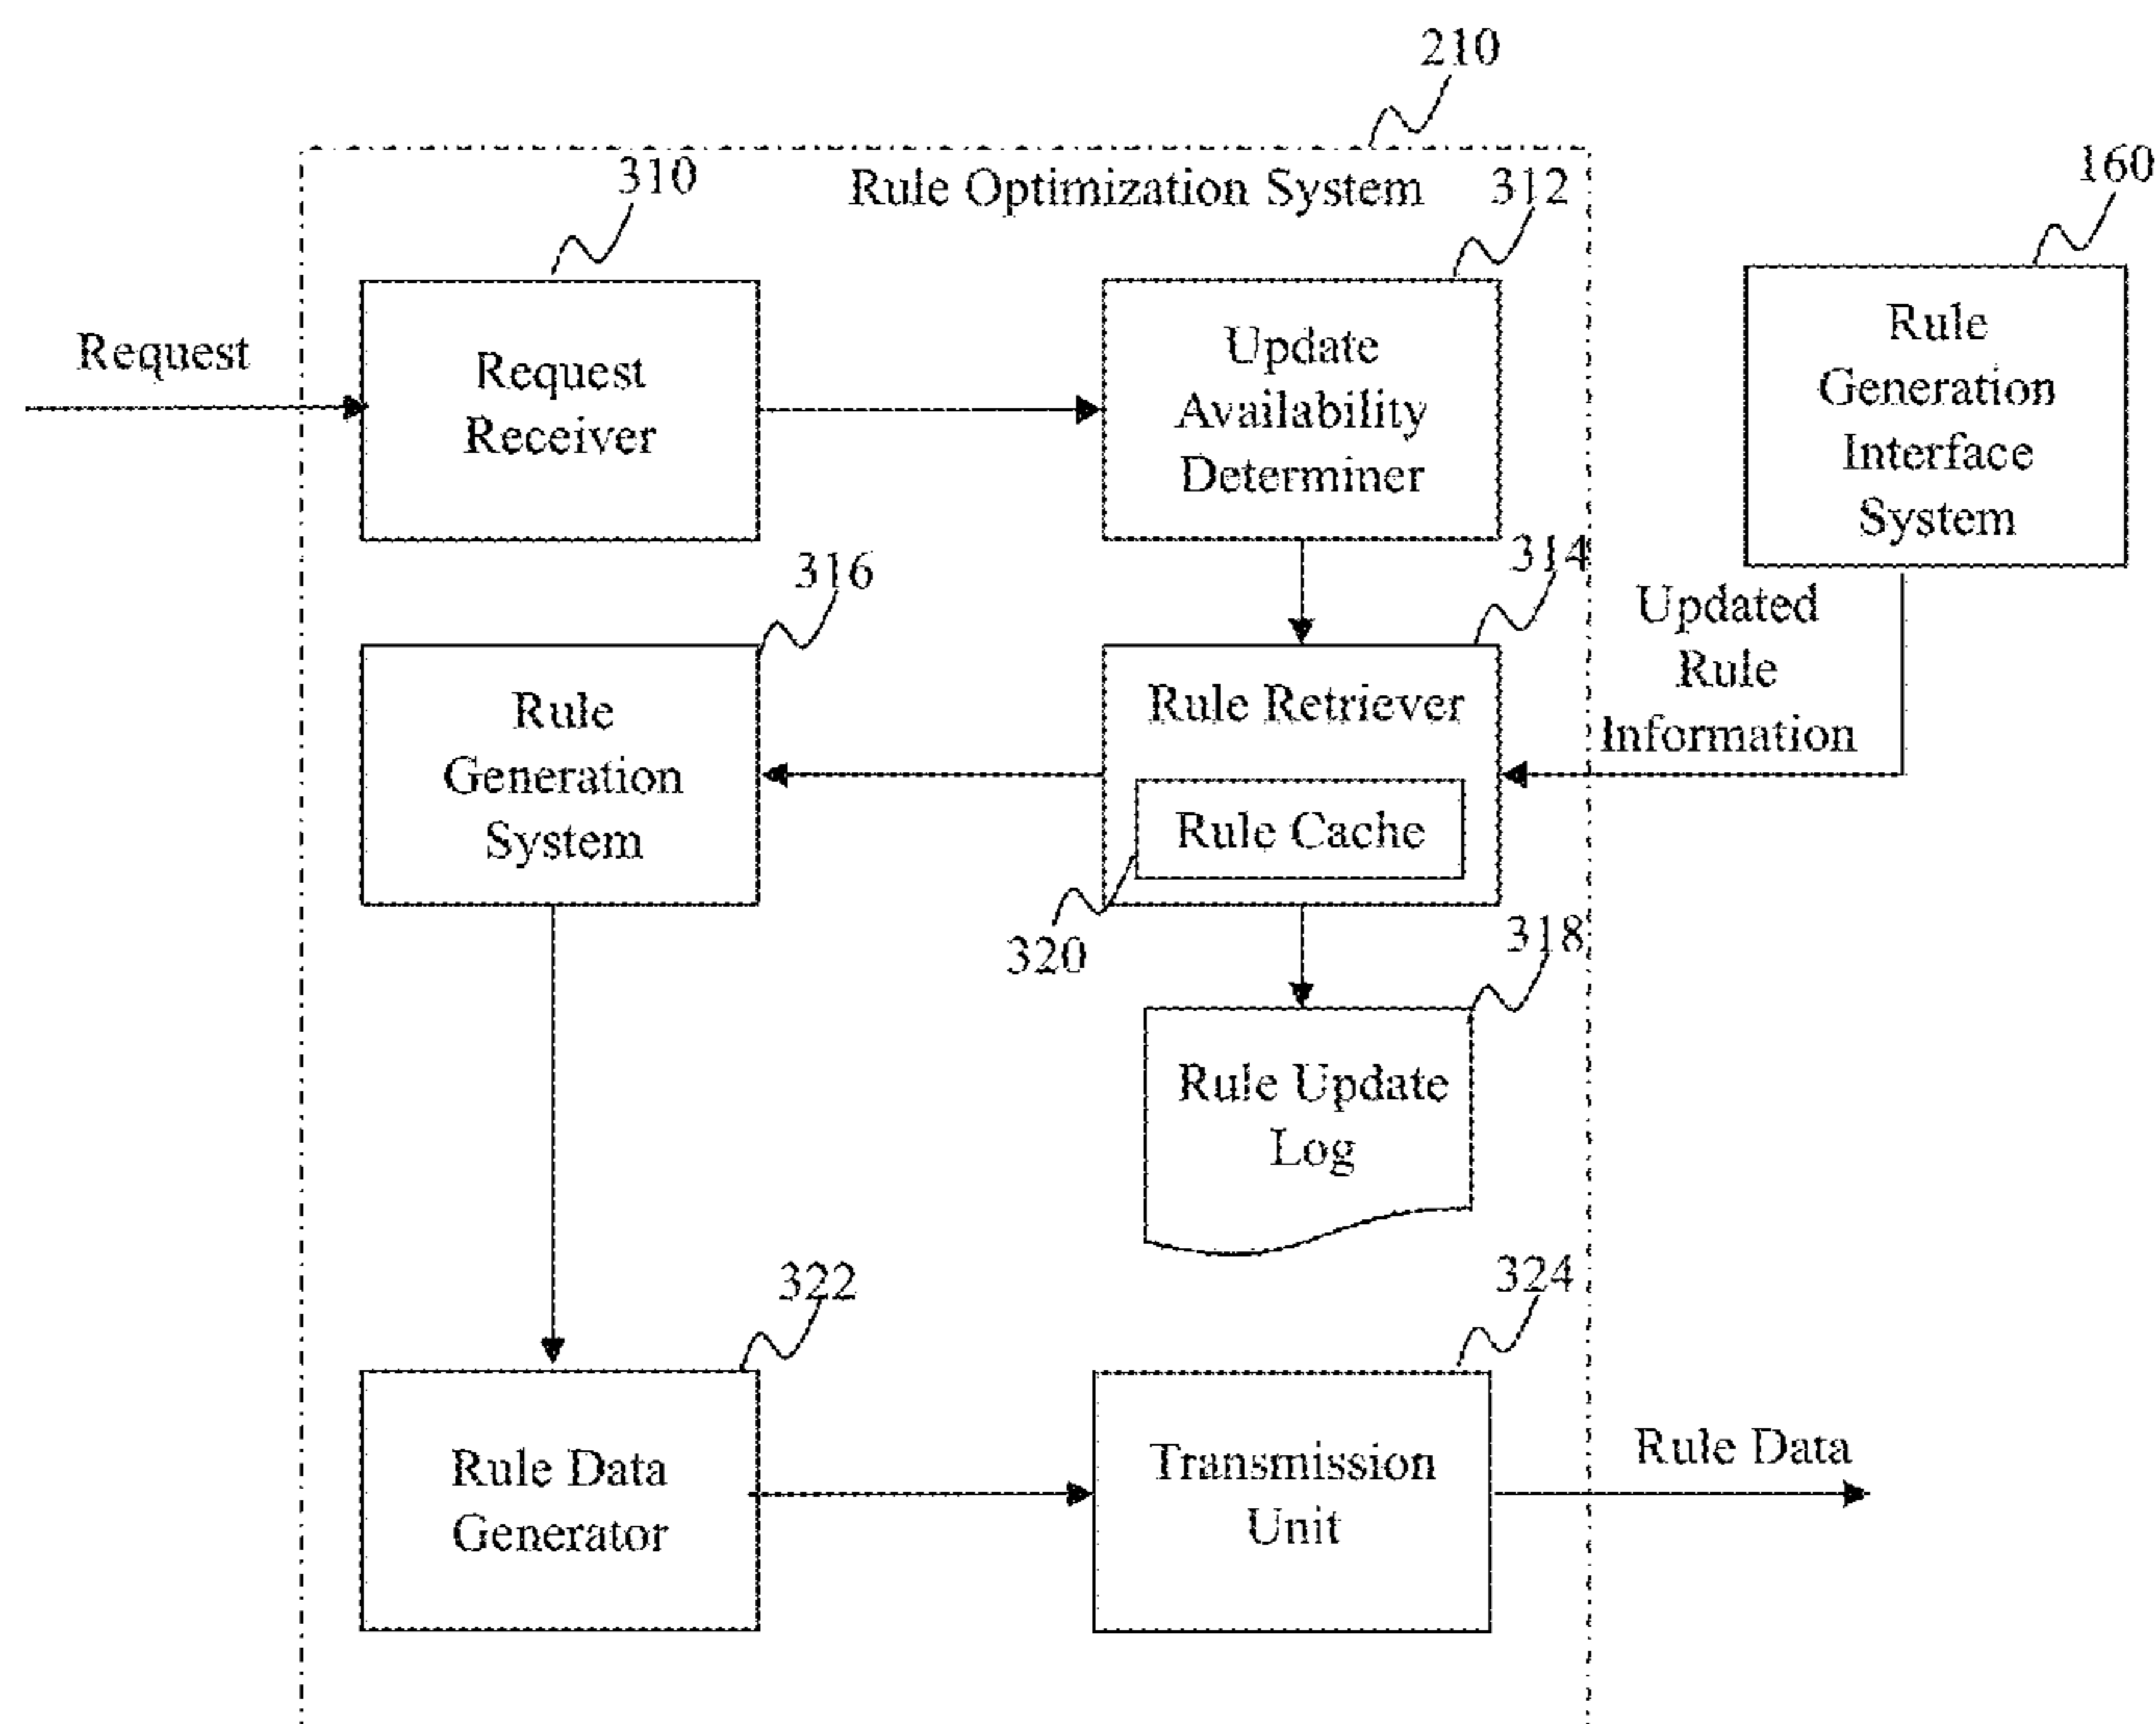 210
Rule Optimization System
310
312
160
Request
Request
Receiver
Update
Availability
Determiner
Rule
Generation
Interface
System
316
314
Updated
Rule
Information
Rule
Generation
System
Rule Retriever
Rule Cache
320
318
Rule Update
Log
322
324
Rule Data
Generator
Transmission
Unit
Rule Data